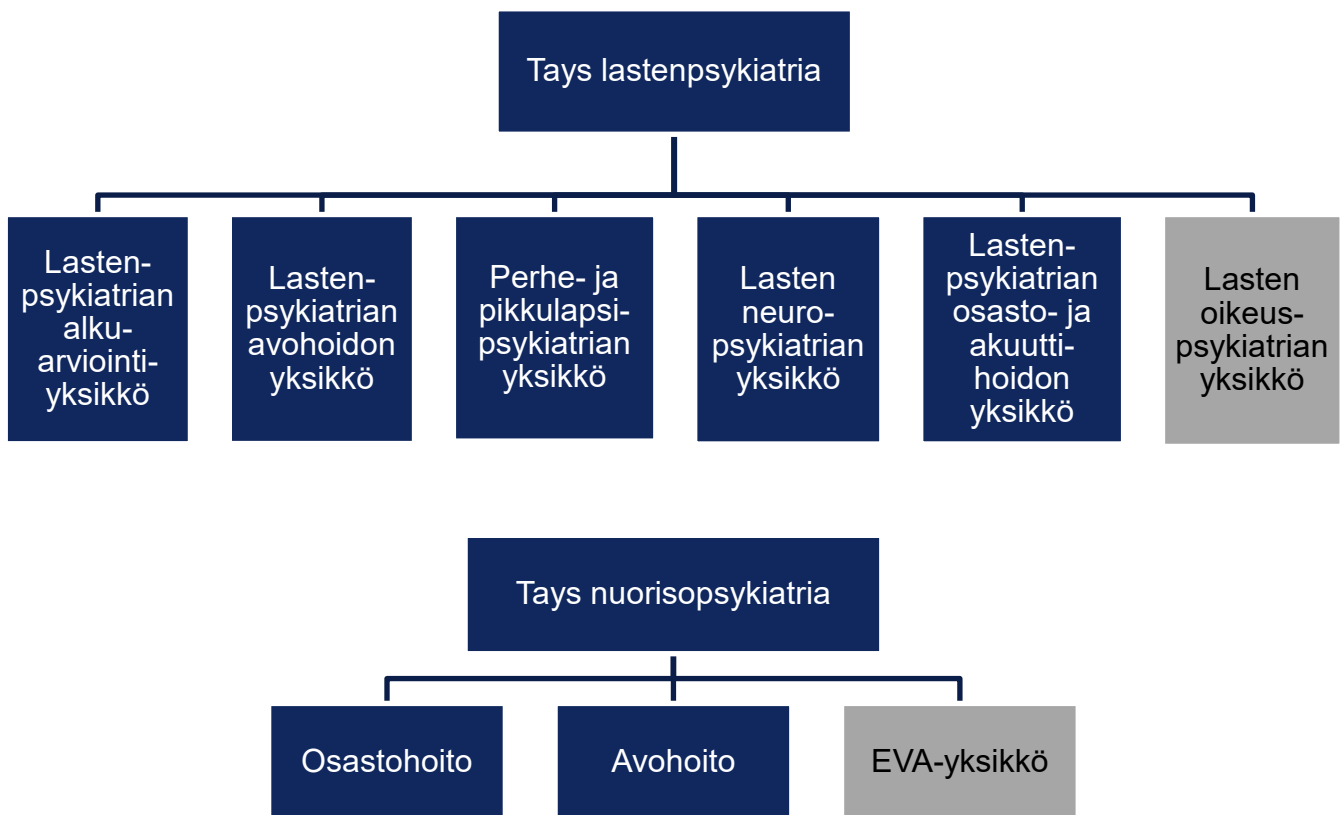 Tays lastenpsykiatria
Lasten-
psykiatrian
alku-
arviointi-
yksikkö
Lasten-
psykiatrian
avohoidon
yksikkö
Perhe- ja
pikkulapsi-
psykiatrian
yksikkö
Lasten
neuro-
psykiatrian
yksikkö
Lasten-
psykiatrian
osasto- ja
akuutti-
hoidon
yksikkö
Lasten
oikeus-
psykiatrian
yksikkö
Tays nuorisopsykiatria
Osastohoito
Avohoito
EVA-yksikkö